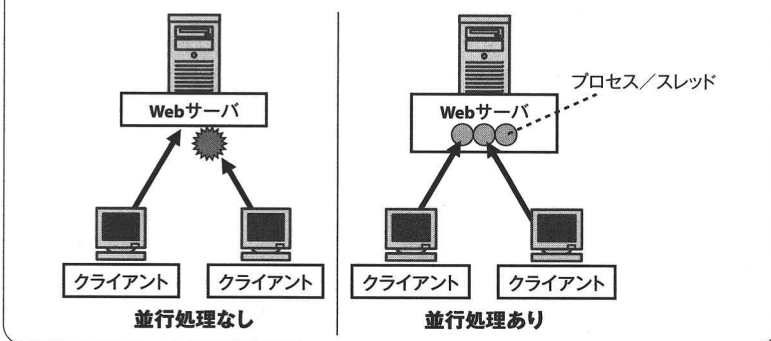 Webサーバ
クライアント
クライアント
並行処理なし
プロセス／スレッド
Webサーバ
クライアント
クライアント
並行処理あり